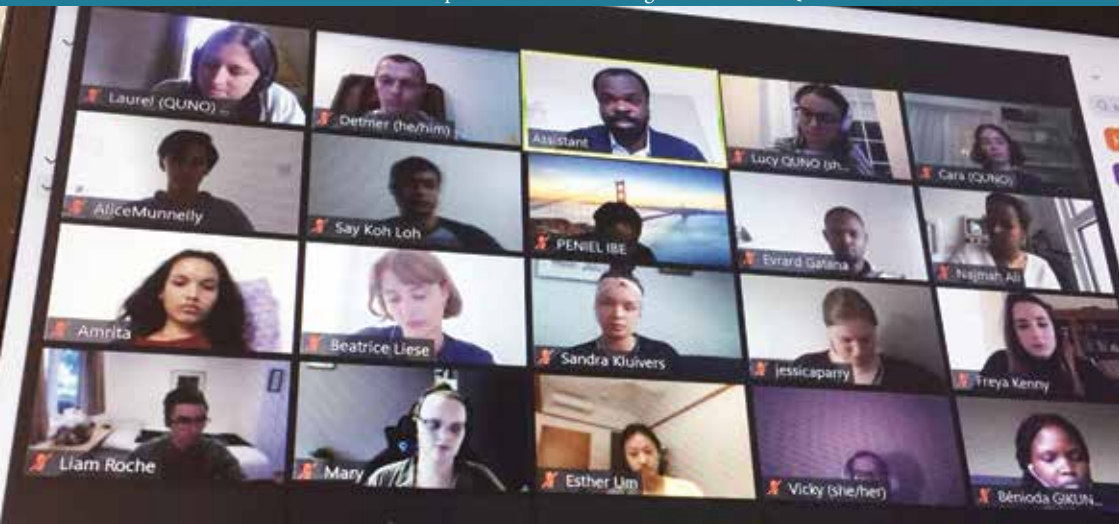 Laurel (QUNO) ...
Detmer (he/him)
Assistant
Lucy QUNO (sh...
Cara (QUNO)
AliceMunnelly
Say Koh Loh
PENIEL IBE
Evrard Gatana
Najmah Ali
Amrita
Beatrice Liese
Sandra Kluivers
jessicaparry
Freya Kenny
Liam Roche
Mary
Esther Um
Vicky (she/her)
Bénioda GIKUN...